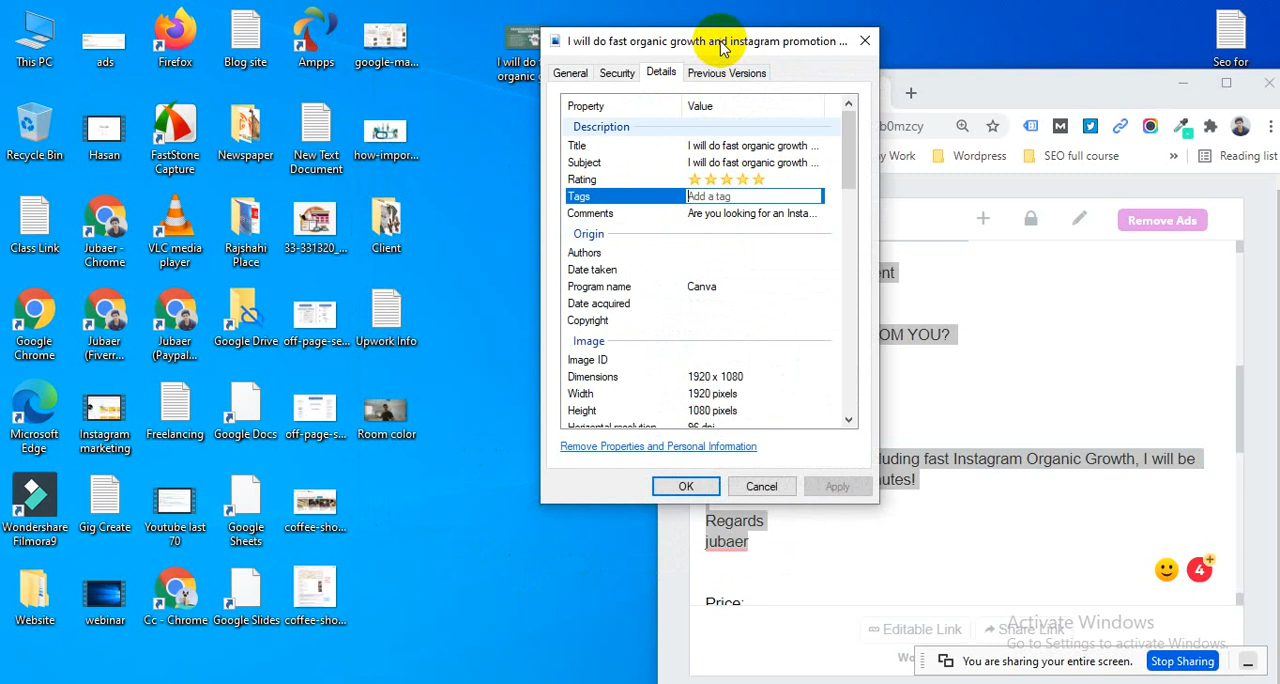 This PC
ads
Firefox
Blog site
Ampps
google-ma...
I will do
organic
Seo for
Recycle Bin
Hasan
FastStone
Capture
Newspaper
New Text
Document
how-impor...
Class Link
Jubaer -
Chrome
VLC media
player
Rajshahi
Place
33-331320_...
Client
Google
Chrome
Jubaer
(Fiverr...
Jubaer
(Paypal...
Google Drive
off-page-se...
Upwork Info
Microsoft
Edge
Instagram
marketing
Freelancing
Google Docs
off-page-s...
Room color
Wondershare
Filmora9
Gig Create
Youtube last
70
Google
Sheets
coffee-sho...
Website
webinar
Cc - Chrome
Google Slides
coffee-sho...
I will do fast organic growth and instagram promotion ...
General
Security
Details
Previous Versions
Property Value
Description
Title I will do fast organic growth ...
Subject I will do fast organic growth ...
Rating
Tags Add a tag
Comments Are you looking for an Insta...
Origin
Authors
Date taken
Program name Canva
Date acquired
Copyright
Image
Image ID
Dimensions 1920 x 1080
Width 1920 pixels
Height 1080 pixels
Horizontal resolution 96 dpi
Remove Properties and Personal Information
OK
Cancel
Apply
b0mzcy
y Work
Wordpress
SEO full course
»
Reading list
Remove Ads
ent
OM YOU?
luding fast Instagram Organic Growth, I will be
nutes!
Regards
jubaer
Price:
4
Editable Link
Share Link
Activate Windows
Go to Settings to activate Windows.
You are sharing your entire screen.
Stop Sharing